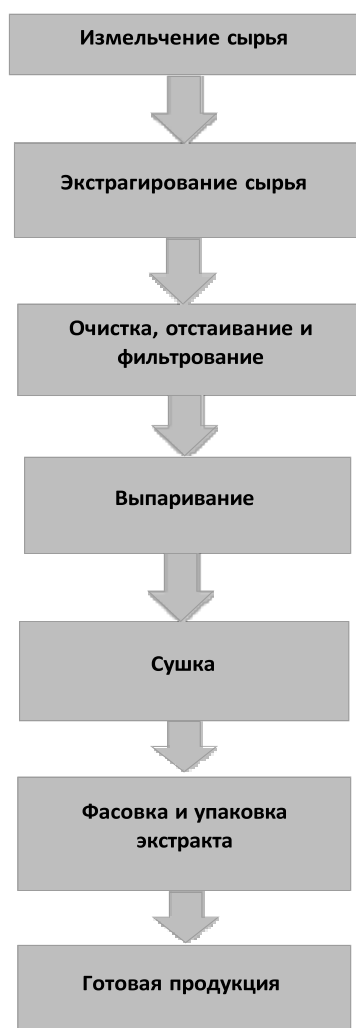 Измельчение сырья
Экстрагирование сырья
Очистка, отстаивание и
фильтрование
Выпаривание
Сушка
Фасовка и упаковка
экстракта
Готовая продукция